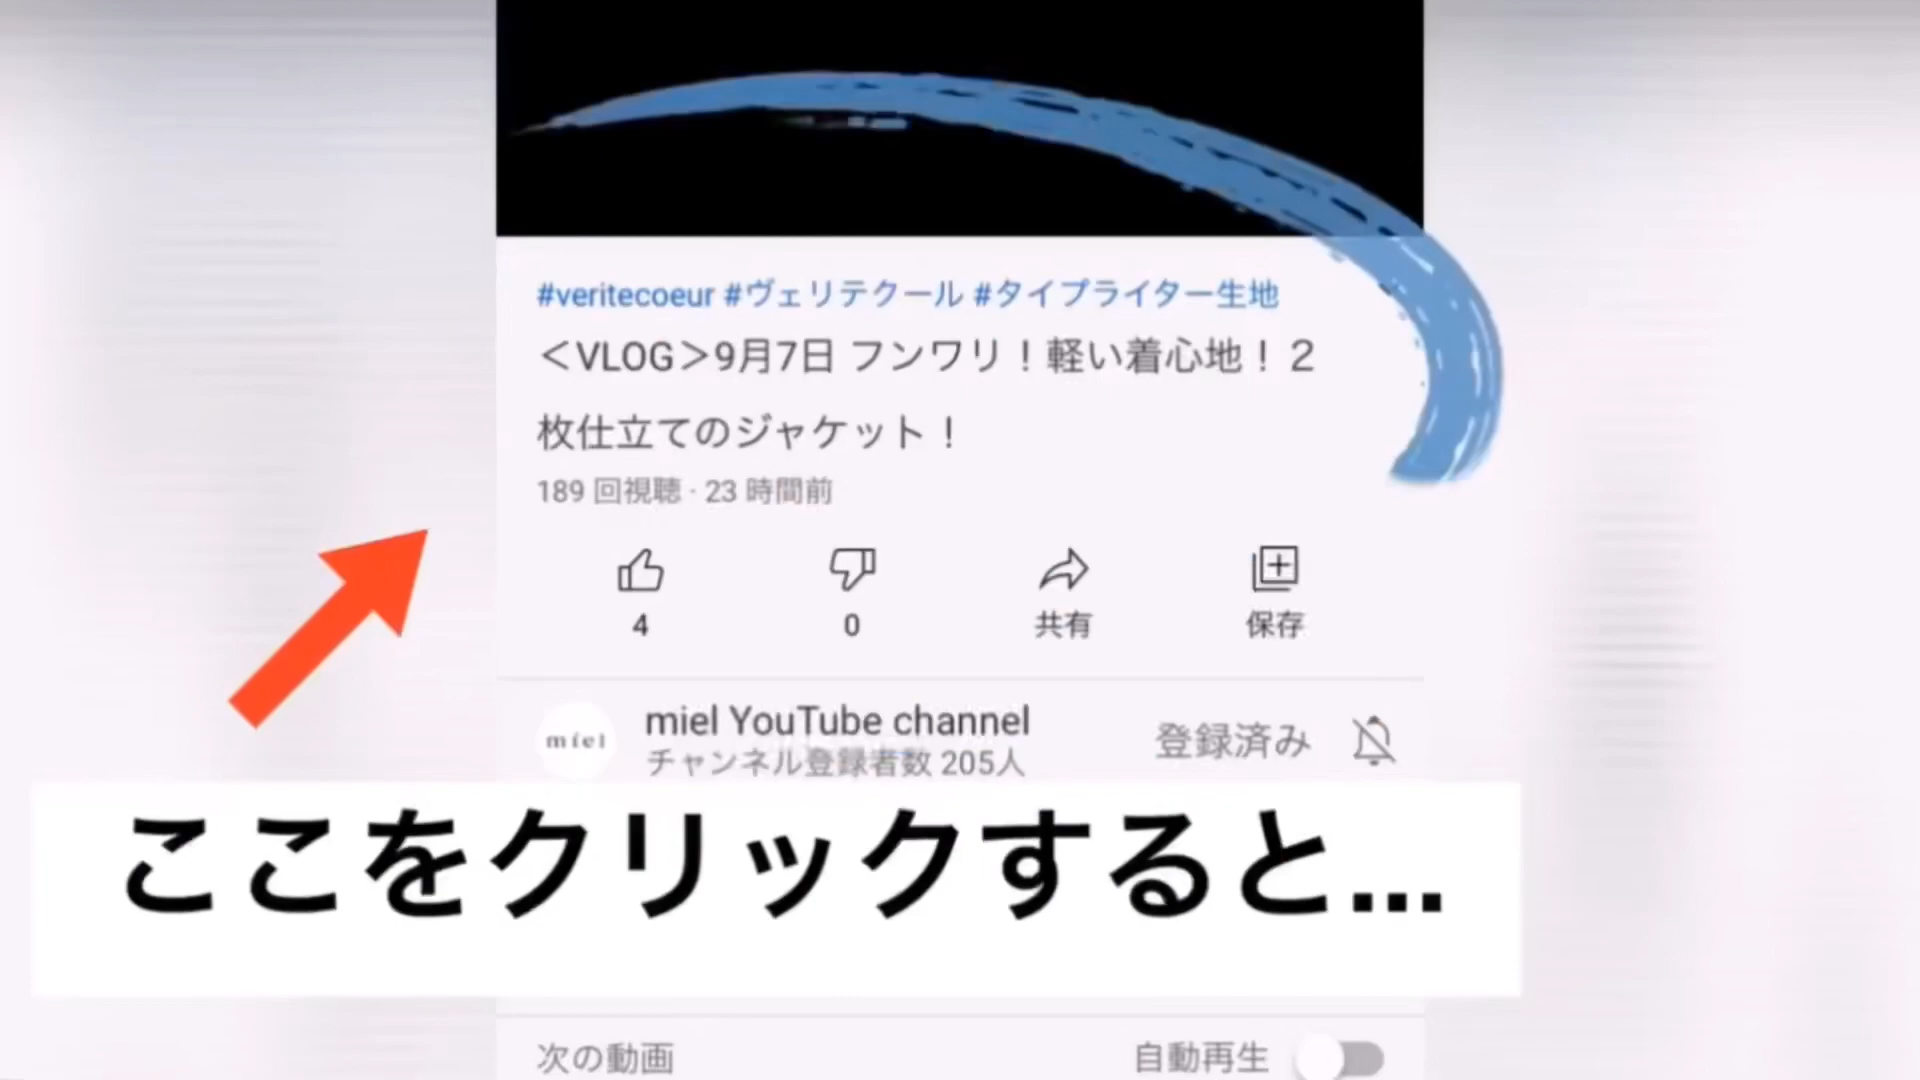 #veritecoeur #ヴェリテクール #タイプライター生地
＜VLOG＞9月7日 フンワリ！軽い着心地！２
枚仕立てのジャケット！
189 回視聴 · 23 時間前
4
0
共有
保存
miel
miel YouTube channel
チャンネル登録者数 205人
登録済み
ここをクリックすると...
次の動画
自動再生